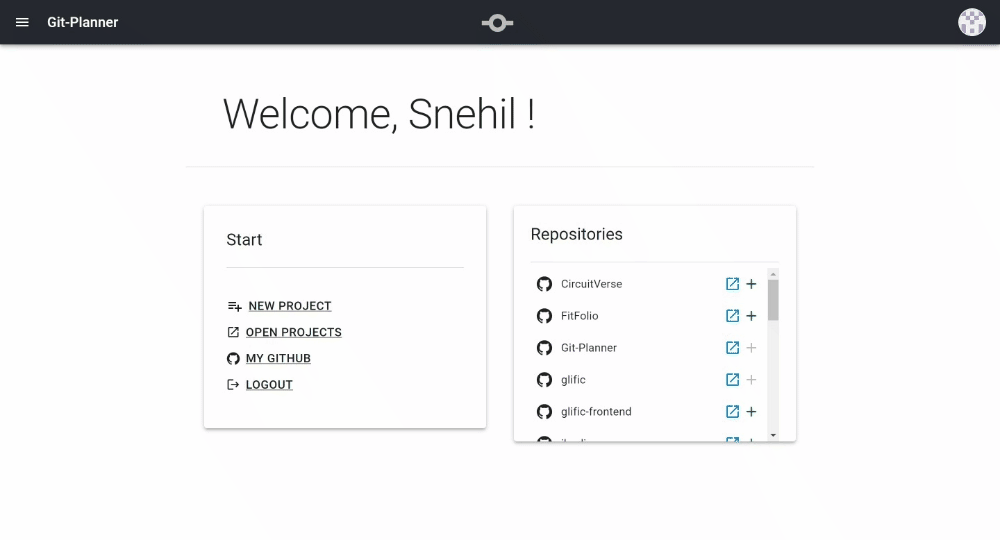 Git-Planner
Welcome, Snehil !
Start
NEW PROJECT
OPEN PROJECTS
MY GITHUB
LOGOUT
Repositories
CircuitVerse
FitFolio
Git-Planner
glific
glific-frontend